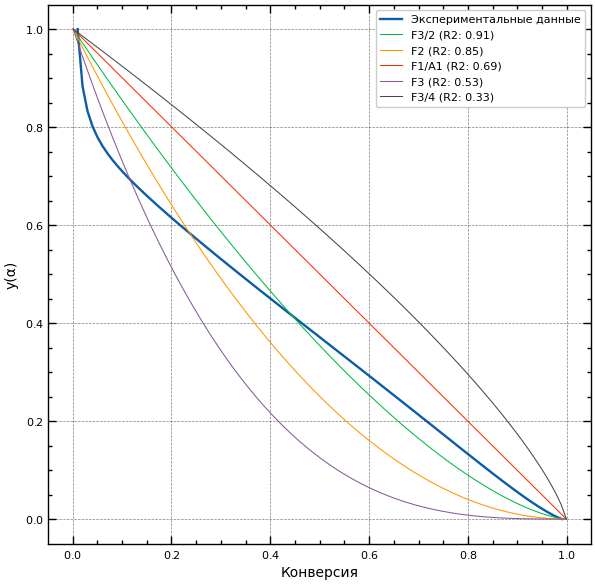 Экспериментальные данные
F3/2 (R2: 0.91)
F2 (R2: 0.85)
F1/A1 (R2: 0.69)
F3 (R2: 0.53)
F3/4 (R2: 0.33)
1.0
0.8
0.6
0.4
0.2
0.0
y(α)
0.0 0.2 0.4 0.6 0.8 1.0
Конверсия